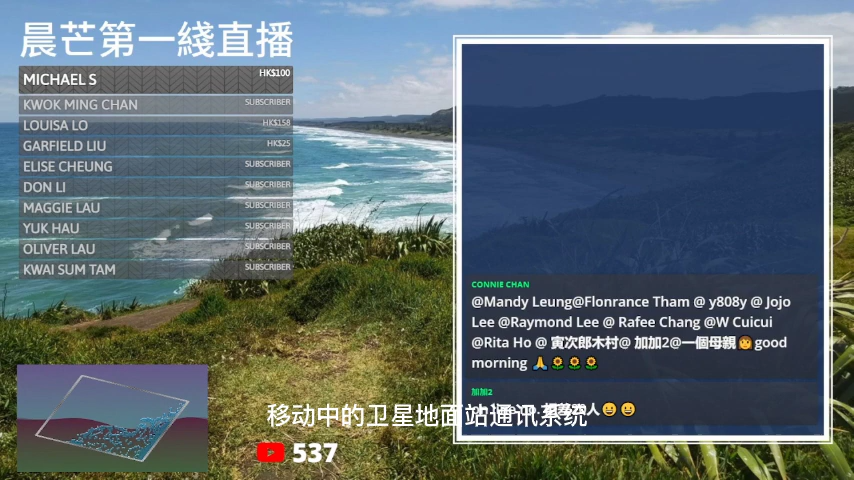 晨芒第一綫直播
MICHAEL S HK$100
KWOK MING CHAN SUBSCRIBER
LOUISA LO HK$158
GARFIELD LIU HK$25
ELISE CHEUNG SUBSCRIBER
DON LI SUBSCRIBER
MAGGIE LAU SUBSCRIBER
YUK HAU SUBSCRIBER
OLIVER LAU SUBSCRIBER
KWAI SUM TAM SUBSCRIBER
CONNIE CHAN
@Mandy Leung@Flonrance Tham @ y808y @ Jojo
Lee @Raymond Lee @ Rafee Chang @W Cuicui
@Rita Ho @ 寅次郎木村@ 加加2@一個母親👩good
morning 🙏🌻🌻🌻
加加2
人😀😀
移动中的卫星地面站通讯系统
537